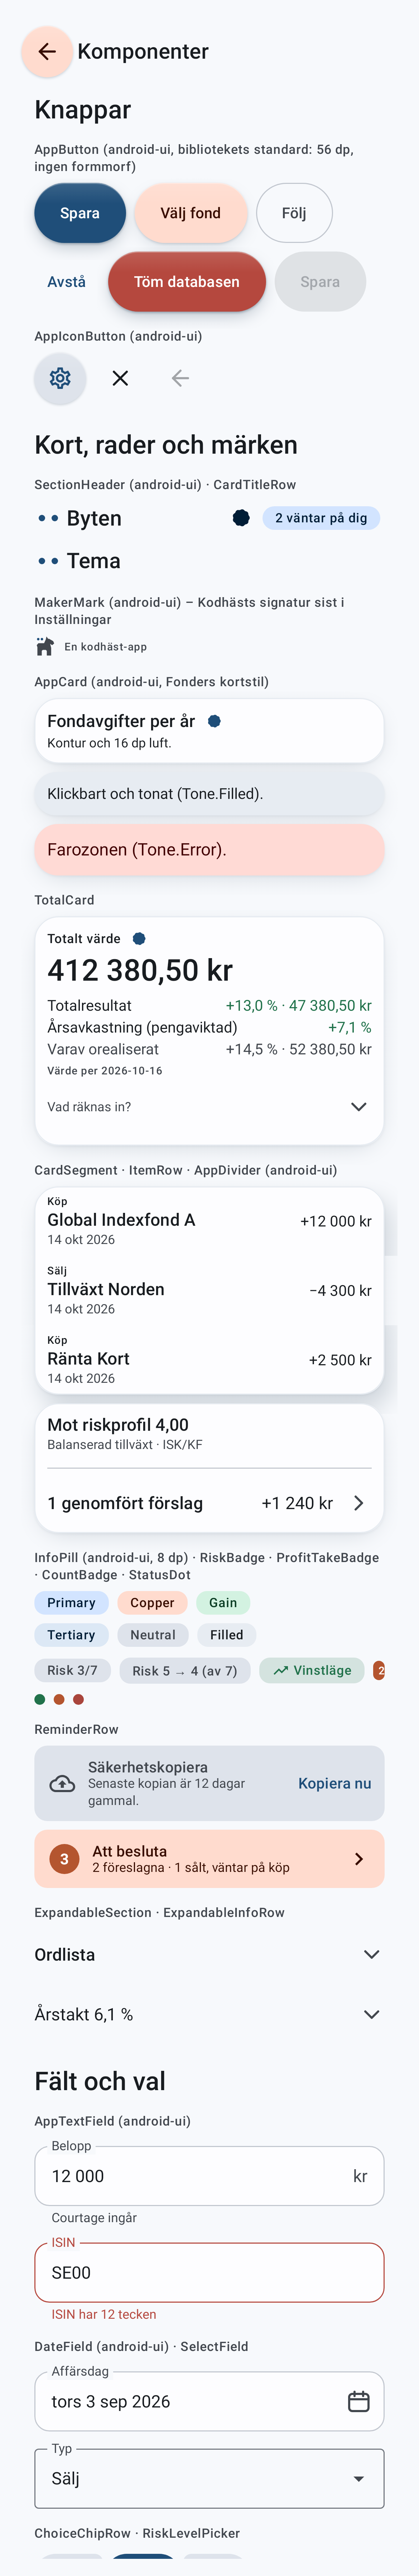 Komponenter
Knappar
AppButton (android-ui, bibliotekets standard: 56 dp,
ingen formmorf)
Spara
Välj fond
Följ
Avstå
Töm databasen
Spara
AppIconButton (android-ui)
Kort, rader och märken
SectionHeader (android-ui) · CardTitleRow
Byten
2 väntar på dig
Tema
MakerMark (android-ui) – Kodhästs signatur sist i
Inställningar
En kodhäst-app
AppCard (android-ui, Fonders kortstil)
Fondavgifter per år
Kontur och 16 dp luft.
Klickbart och tonat (Tone.Filled).
Farozonen (Tone.Error).
TotalCard
Totalt värde
412 380,50 kr
Totalresultat +13,0 % · 47 380,50 kr
Årsavkastning (pengaviktad) +7,1 %
Varav orealiserat +14,5 % · 52 380,50 kr
Värde per 2026-10-16
Vad räknas in?
CardSegment · ItemRow · AppDivider (android-ui)
Köp
Global Indexfond A +12 000 kr
14 okt 2026
Sälj
Tillväxt Norden −4 300 kr
14 okt 2026
Köp
Ränta Kort +2 500 kr
14 okt 2026
Mot riskprofil 4,00
Balanserad tillväxt · ISK/KF
1 genomfört förslag +1 240 kr
InfoPill (android-ui, 8 dp) · RiskBadge · ProfitTakeBadge
· CountBadge · StatusDot
Primary
Copper
Gain
Tertiary
Neutral
Filled
Risk 3/7
Risk 5 → 4 (av 7)
Vinstläge
2
ReminderRow
Säkerhetskopiera
Senaste kopian är 12 dagar
gammal.
Kopiera nu
3
Att besluta
2 föreslagna · 1 sålt, väntar på köp
ExpandableSection · ExpandableInfoRow
Ordlista
Årstakt 6,1 %
Fält och val
AppTextField (android-ui)
Belopp
12 000 kr
Courtage ingår
ISIN
SE00
ISIN har 12 tecken
DateField (android-ui) · SelectField
Affärsdag
tors 3 sep 2026
Typ
Sälj
ChoiceChipRow · RiskLevelPicker